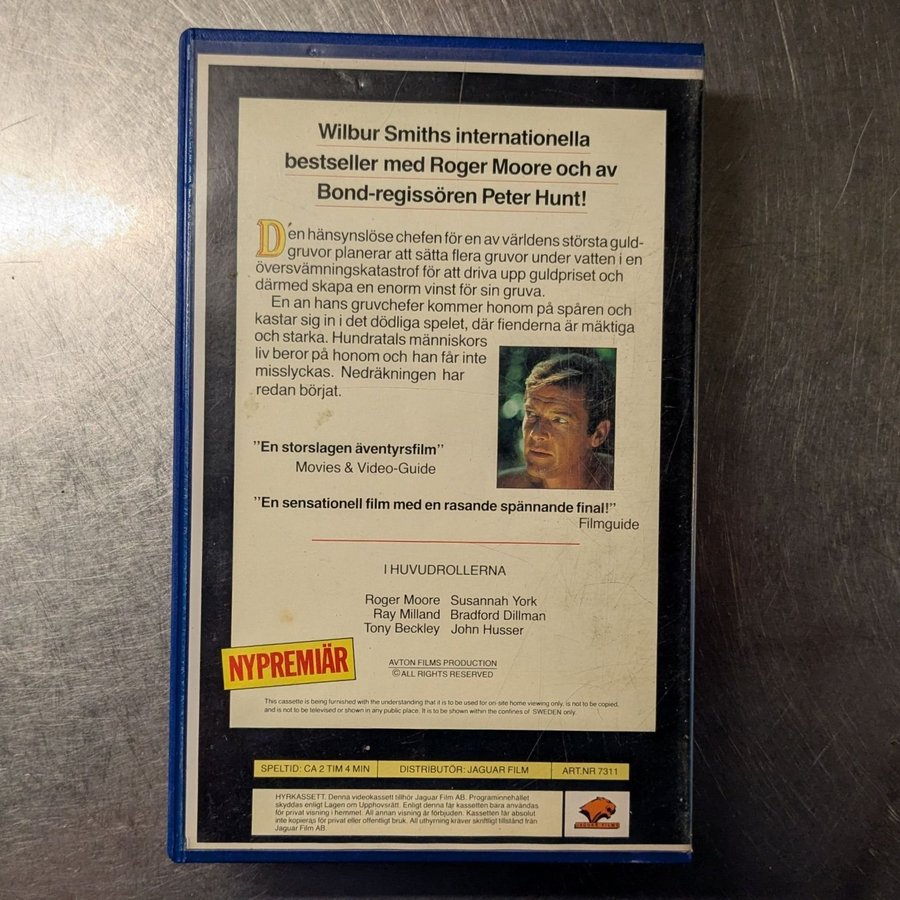 Wilbur Smiths internationella
bestseller med Roger Moore och av
Bond-regissören Peter Hunt!
Den hänsynslöse chefen för en av världens största guld-
gruvor planerar att sätta flera gruvor under vatten i en
översvämningskatastrof för att driva upp guldpriset och
därmed skapa en enorm vinst för sin gruva.
En an hans gruvchefer kommer honom på spåren och
kastar sig in i det dödliga spelet, där fienderna är mäktiga
och starka. Hundratals människors
liv beror på honom och han får inte
misslyckas. Nedräkningen har
redan börjat.
"En storslagen äventyrsfilm"
Movies & Video-Guide
"En sensationell film med en rasande spännande final!"
Filmguide
I HUVUDROLLERNA
Roger Moore Susannah York
Ray Milland Bradford Dillman
Tony Beckley John Husser
NYPREMIÄR
AVTON FILMS PRODUCTION
© ALL RIGHTS RESERVED
This cassette is being furnished with the understanding that it is to be used for on-site home viewing only, is not to be copied,
and is not to be televised or shown in any public place. It is to be shown within the confines of SWEDEN only.
SPELTID: CA 2 TIM 4 MIN DISTRIBUTÖR: JAGUAR FILM ART.NR 7311
HYRKASSETT. Denna videokassett tillhör Jaguar Film AB. Programinnehållet
skyddas enligt Lagen om Upphovsrätt. Enligt denna får kassetten bara användas
för privat visning i hemmet. All annan visning är förbjuden. Kassetten får absolut
inte kopieras för privat eller offentligt bruk. All uthyrning kräver skriftligt tillstånd från
Jaguar Film AB.
JAGUAR FILM